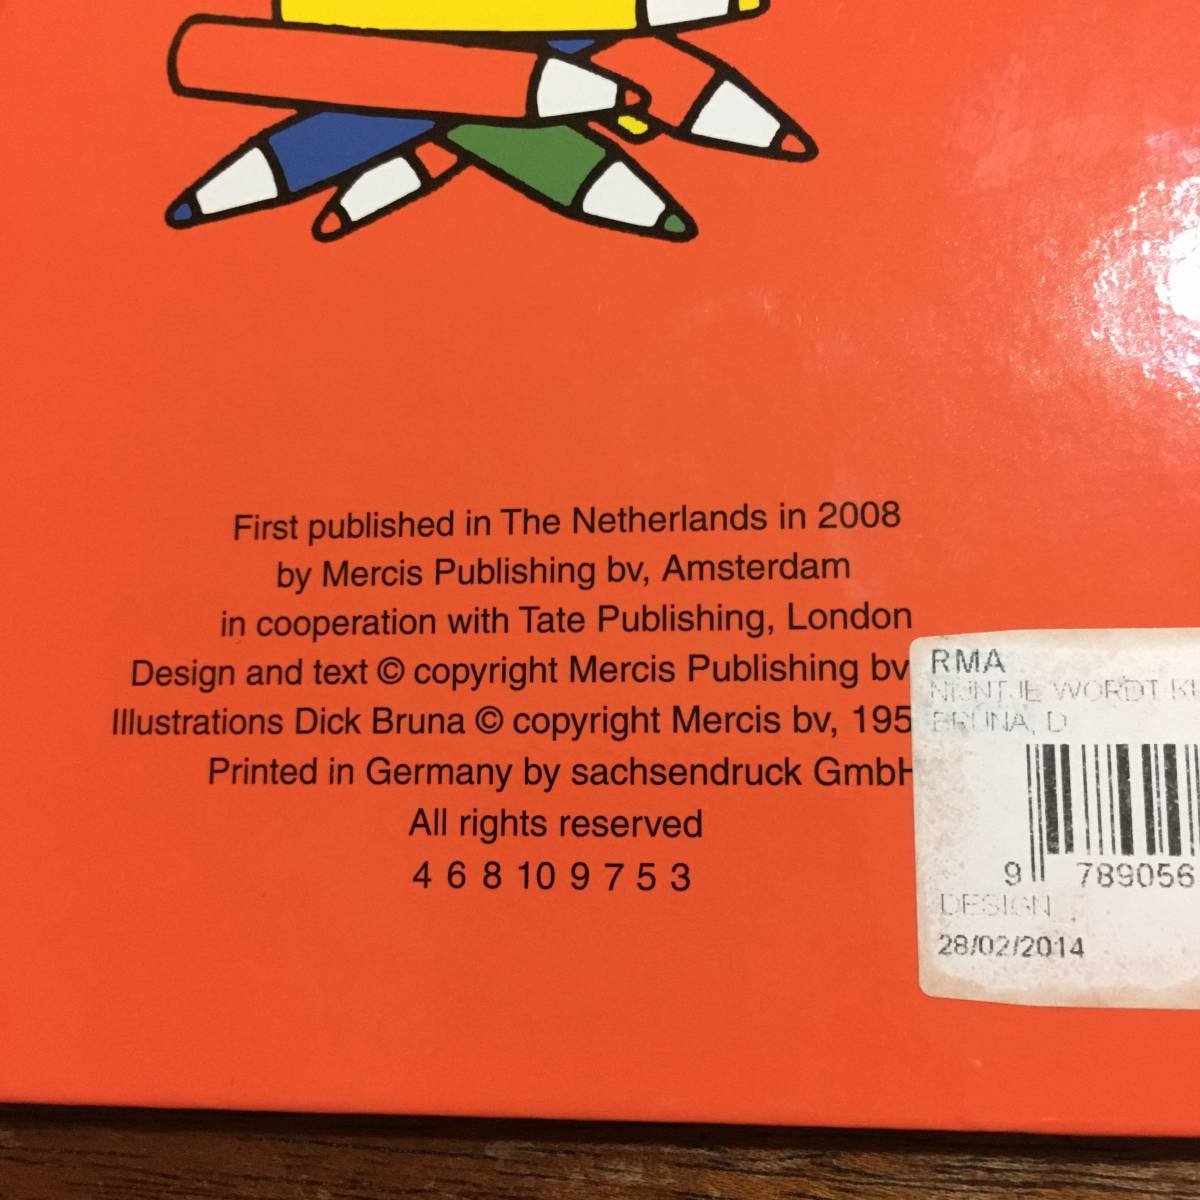 First published in The Netherlands in 2008
by Mercis Publishing bv, Amsterdam
in cooperation with Tate Publishing, London
Design and text © copyright Mercis Publishing bv
Illustrations Dick Bruna © copyright Mercis bv, 195
Printed in Germany by sachsendruck GmbH
All rights reserved
4 6 8 10 9 7 5 3
RMA
NIJNTJE WORDT
BRUNA, D
9 789056
DESIGN
28/02/2014